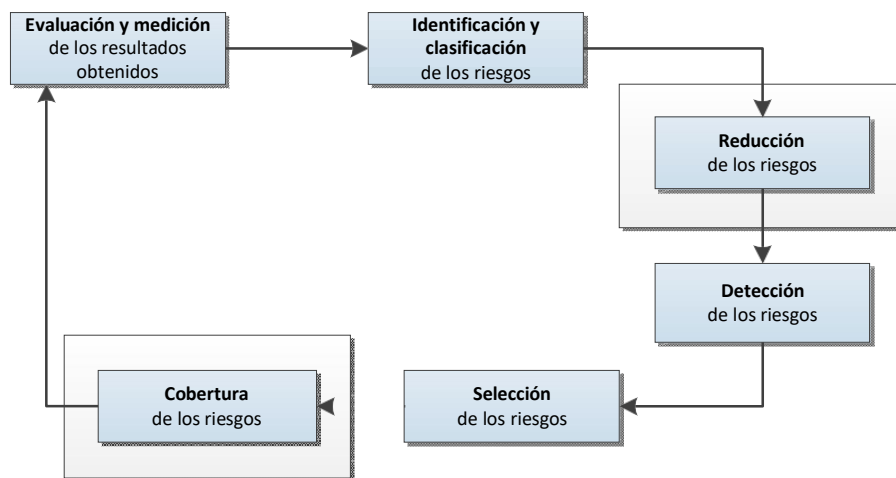 Evaluación y medición
de los resultados
obtenidos
Identificación y
clasificación
de los riesgos
Reducción
de los riesgos
Detección
de los riesgos
Selección
de los riesgos
Cobertura
de los riesgos